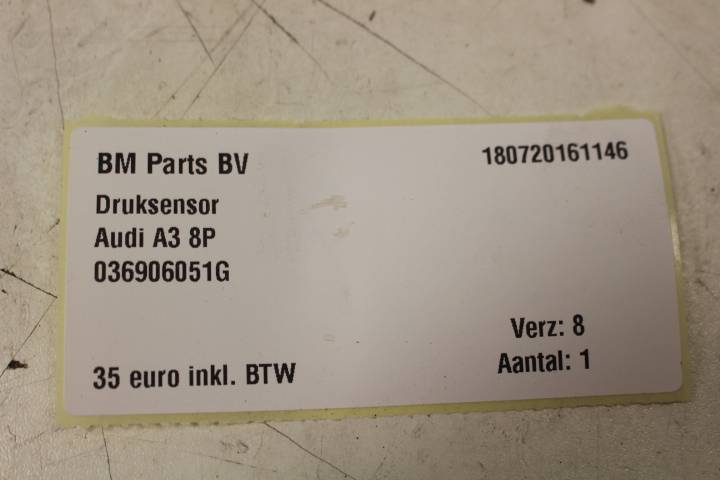 BM Parts BV
180720161146
Druksensor
Audi A3 8P
036906051G
Verz: 8
Aantal: 1
35 euro inkl. BTW